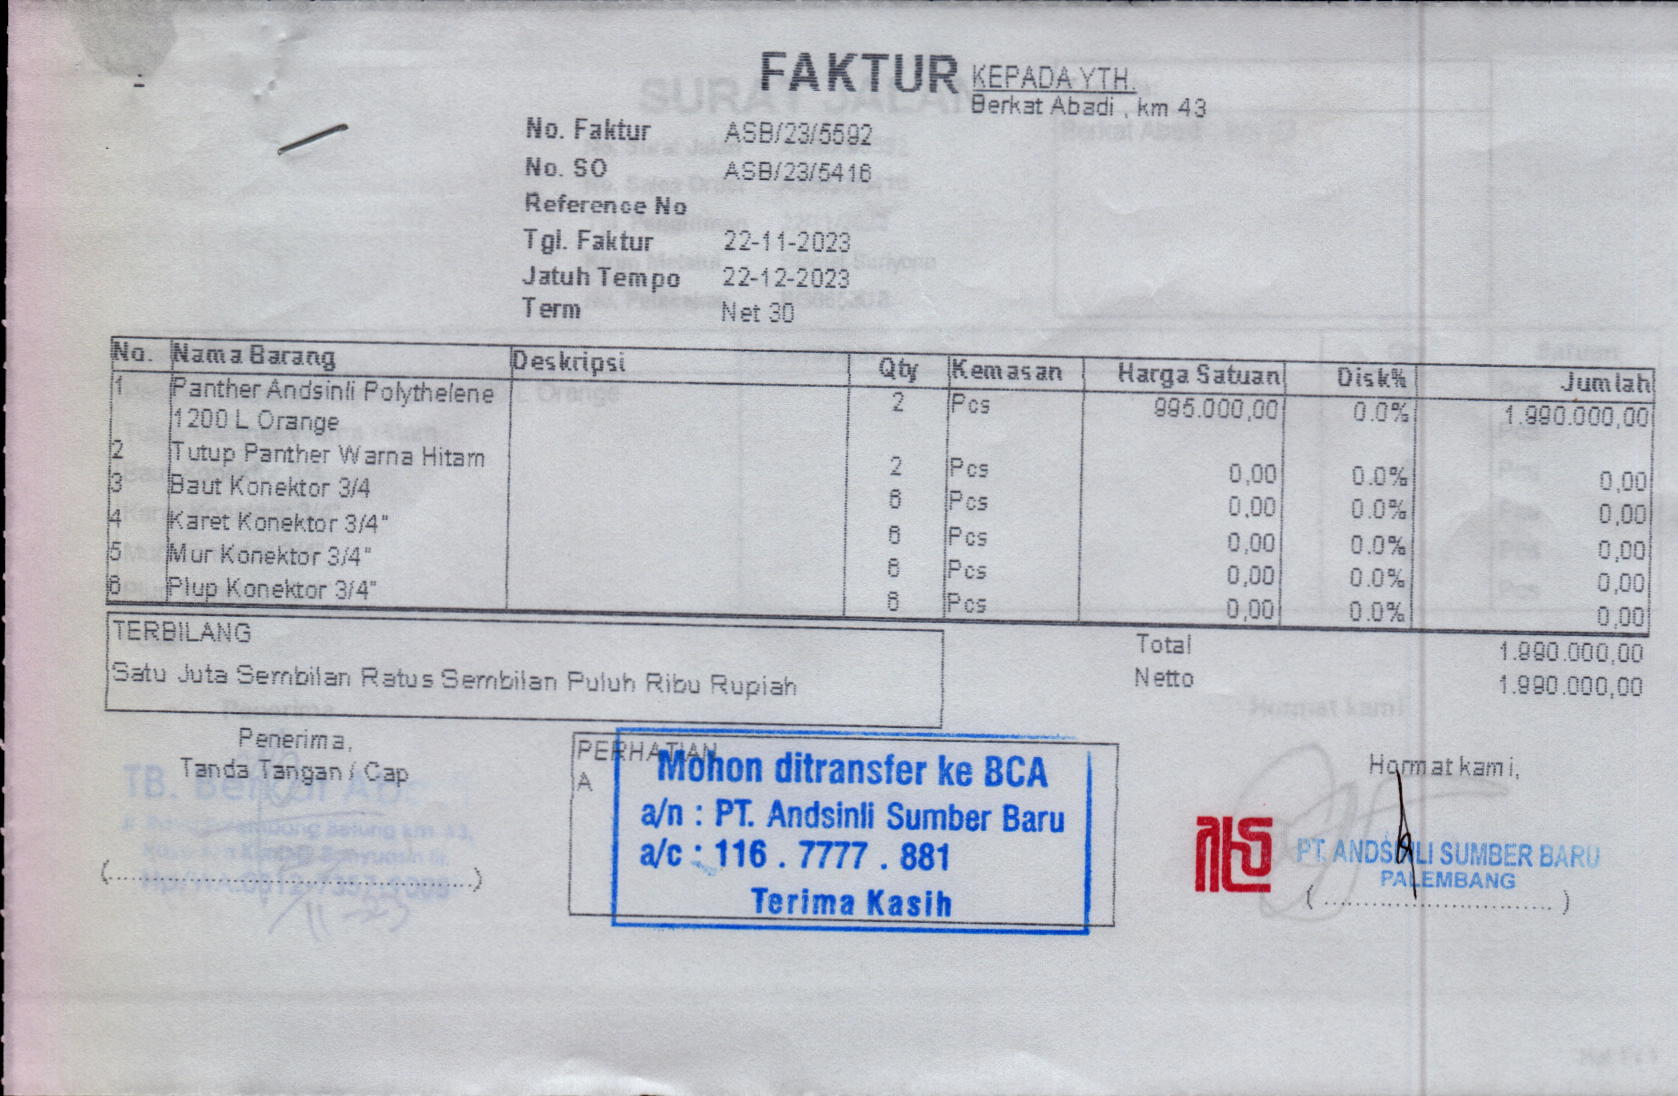 FAKTUR
KEPADA YTH.
Berkat Abadi , km 43
No. Faktur ASB/23/5592
No. SO ASB/23/5416
Reference No
Tgl. Faktur 22-11-2023
Jatuh Tempo 22-12-2023
Term Net 30
No. Nama Barang Deskripsi Qty Kemasan Harga Satuan Disk% Jumlah
1 Panther Andsinli Polythelene 2 Pcs 995.000,00 0.0% 1.990.000,00
1200 L Orange
2 Tutup Panther Warna Hitam 2 Pcs 0,00 0.0% 0,00
3 Baut Konektor 3/4 6 Pcs 0,00 0.0% 0,00
4 Karet Konektor 3/4" 6 Pcs 0,00 0.0% 0,00
5 Mur Konektor 3/4" 6 Pcs 0,00 0.0% 0,00
6 Plup Konektor 3/4" 6 Pcs 0,00 0.0% 0,00
TERBILANG
Satu Juta Sembilan Ratus Sembilan Puluh Ribu Rupiah
Total 1.990.000,00
Netto 1.990.000,00
Penerima,
Tanda Tangan / Cap
TB. Berkat
(..............................)
PERHATIAN
A
Mohon ditransfer ke BCA
a/n : PT. Andsinli Sumber Baru
a/c : 116 . 7777 . 881
Terima Kasih
Hormat kami,
PT. ANDSINLI SUMBER BARU
PALEMBANG
(..............................)